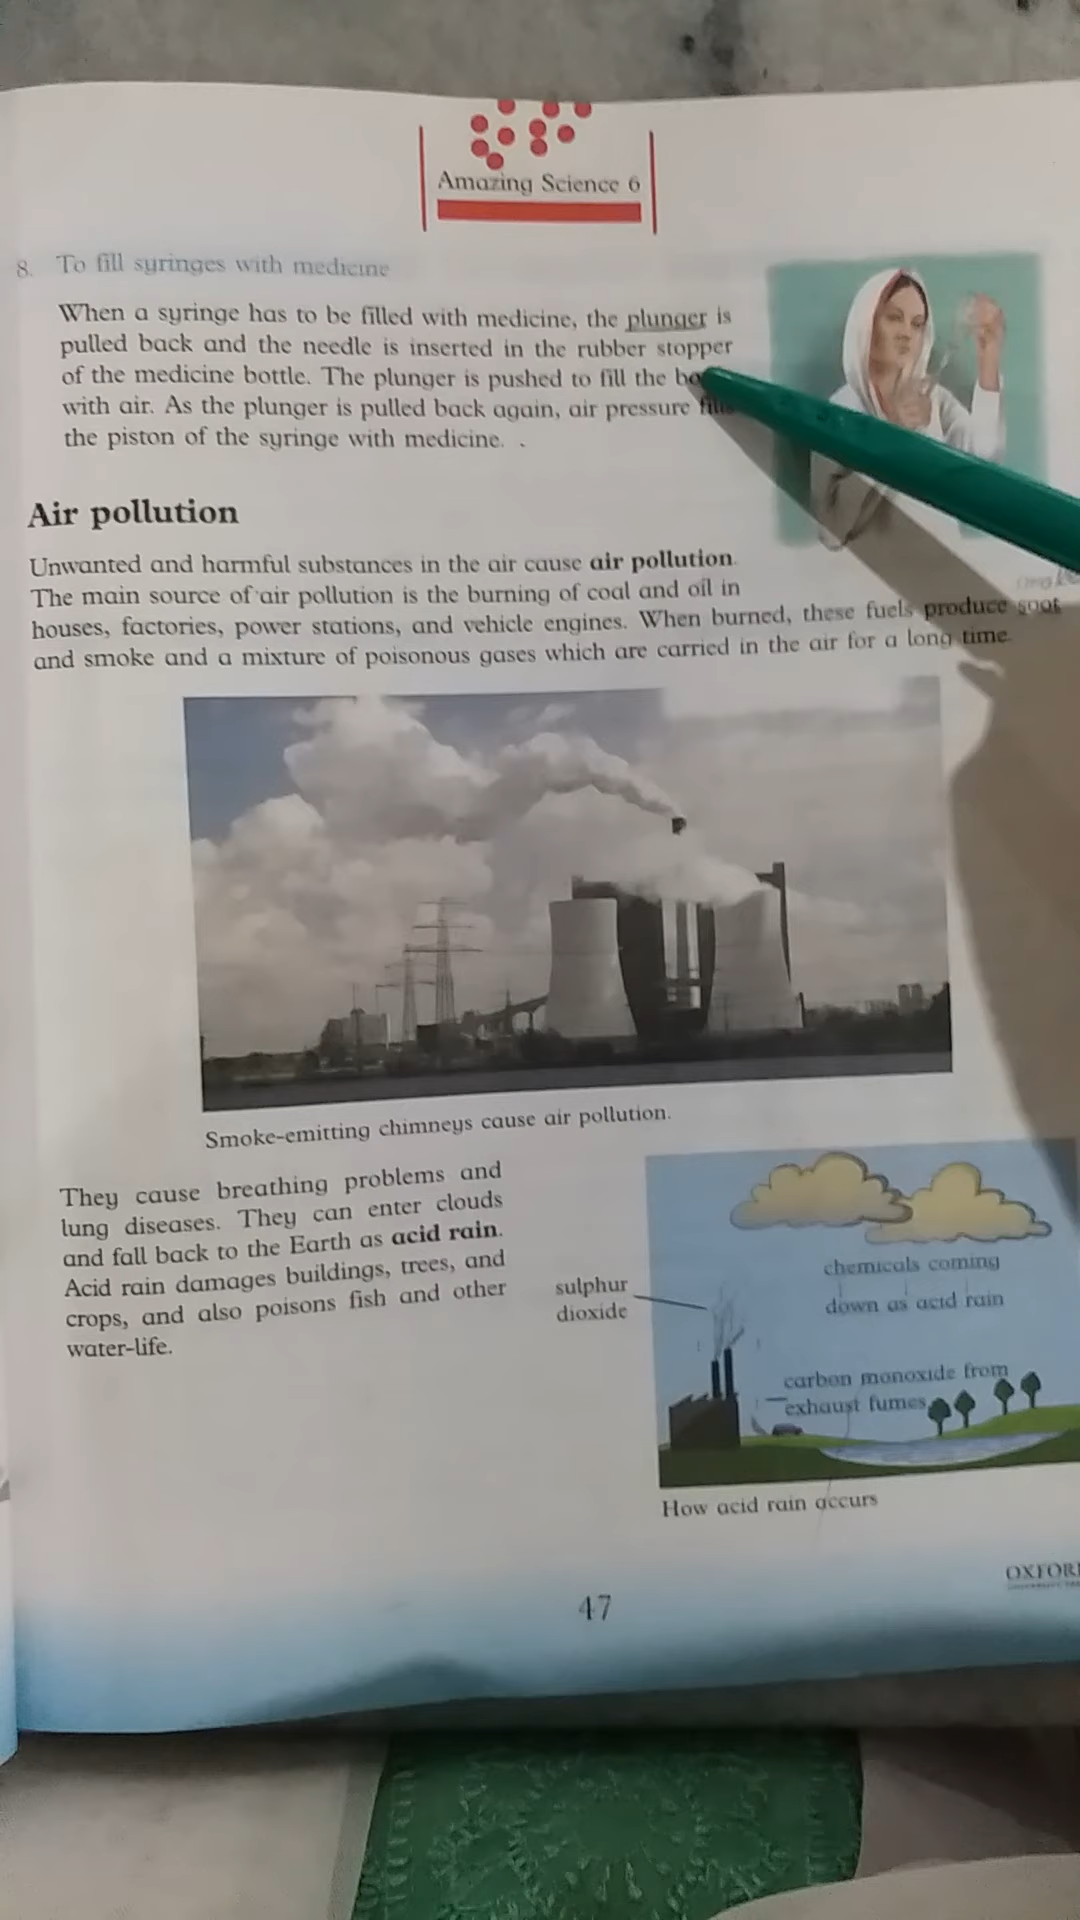 Amazing Science 6
8. To fill syringes with medicine
When a syringe has to be filled with medicine, the plunger is
pulled back and the needle is inserted in the rubber stopper
of the medicine bottle. The plunger is pushed to fill the
with air. As the plunger is pulled back again, air pressure fills
the piston of the syringe with medicine.
Air pollution
Unwanted and harmful substances in the air cause air pollution.
The main source of air pollution is the burning of coal and oil in
houses, factories, power stations, and vehicle engines. When burned, these fuels produce soot
and smoke and a mixture of poisonous gases which are carried in the air for a long time.
Smoke-emitting chimneys cause air pollution.
They cause breathing problems and
lung diseases. They can enter clouds
and fall back to the Earth as acid rain.
Acid rain damages buildings, trees, and
crops, and also poisons fish and other
water-life.
sulphur
dioxide
chemicals coming
down as acid rain
carbon monoxide from
exhaust fumes
How acid rain occurs
47